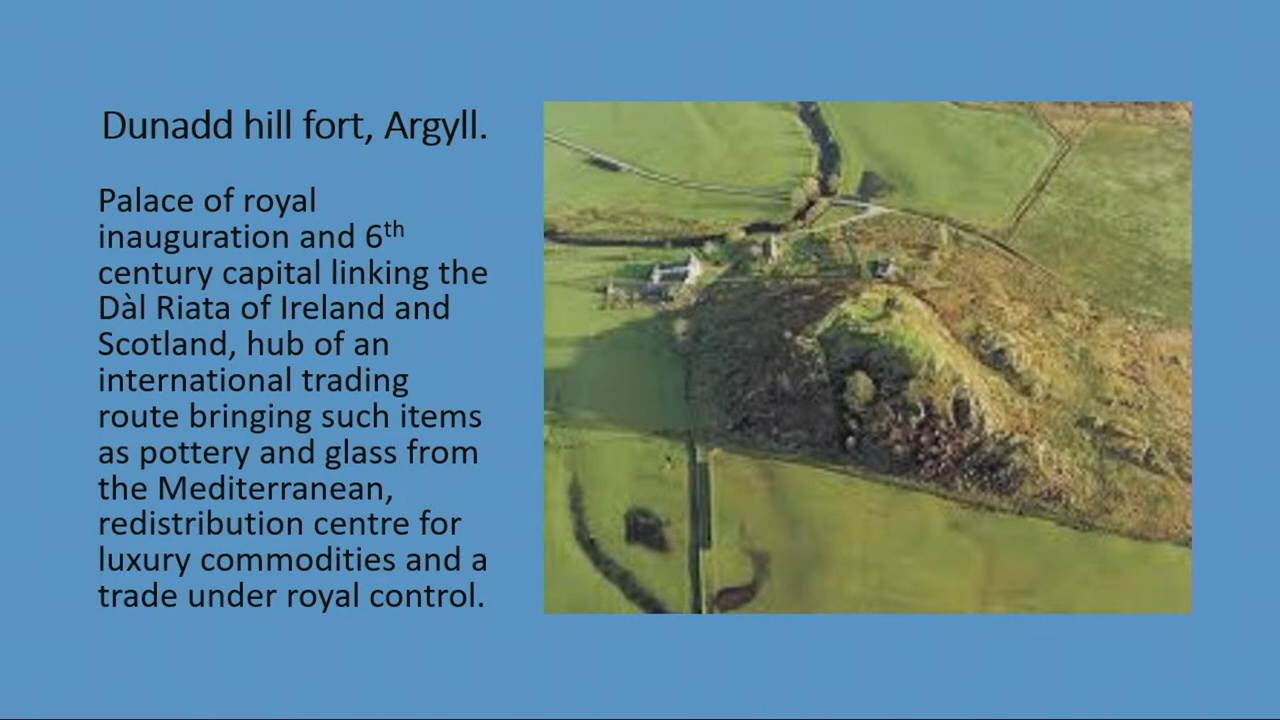 Dunadd hill fort, Argyll.
Palace of royal
inauguration and 6th
century capital linking the
Dàl Riata of Ireland and
Scotland, hub of an
international trading
route bringing such items
as pottery and glass from
the Mediterranean,
redistribution centre for
luxury commodities and a
trade under royal control.